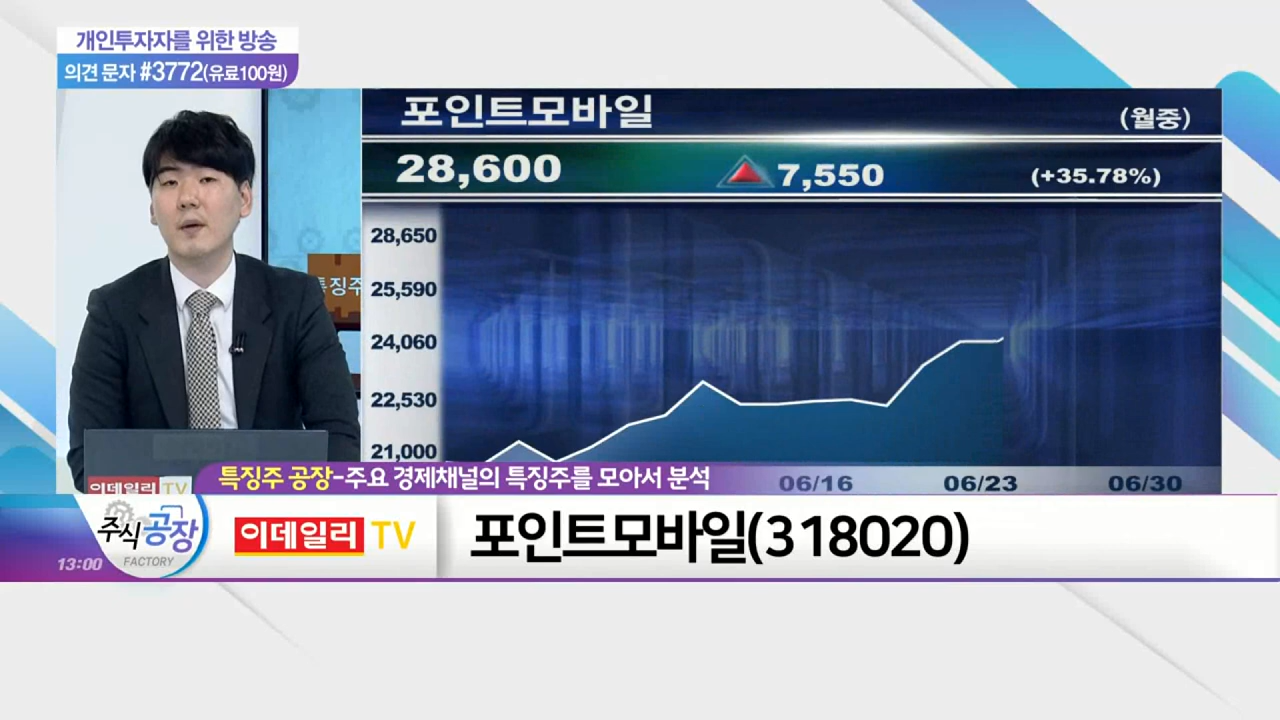 개인투자자를 위한 방송
의견 문자 #3772(유료100원)
포인트모바일
(월중)
28,600
7,550
(+35.78%)
28,650
25,590
24,060
22,530
21,000
06/16
06/23
06/30
특징주
이데일리 TV
특징주 공장-주요 경제채널의 특징주를 모아서 분석
주식공장
FACTORY
13:00
이데일리 TV
포인트모바일(318020)